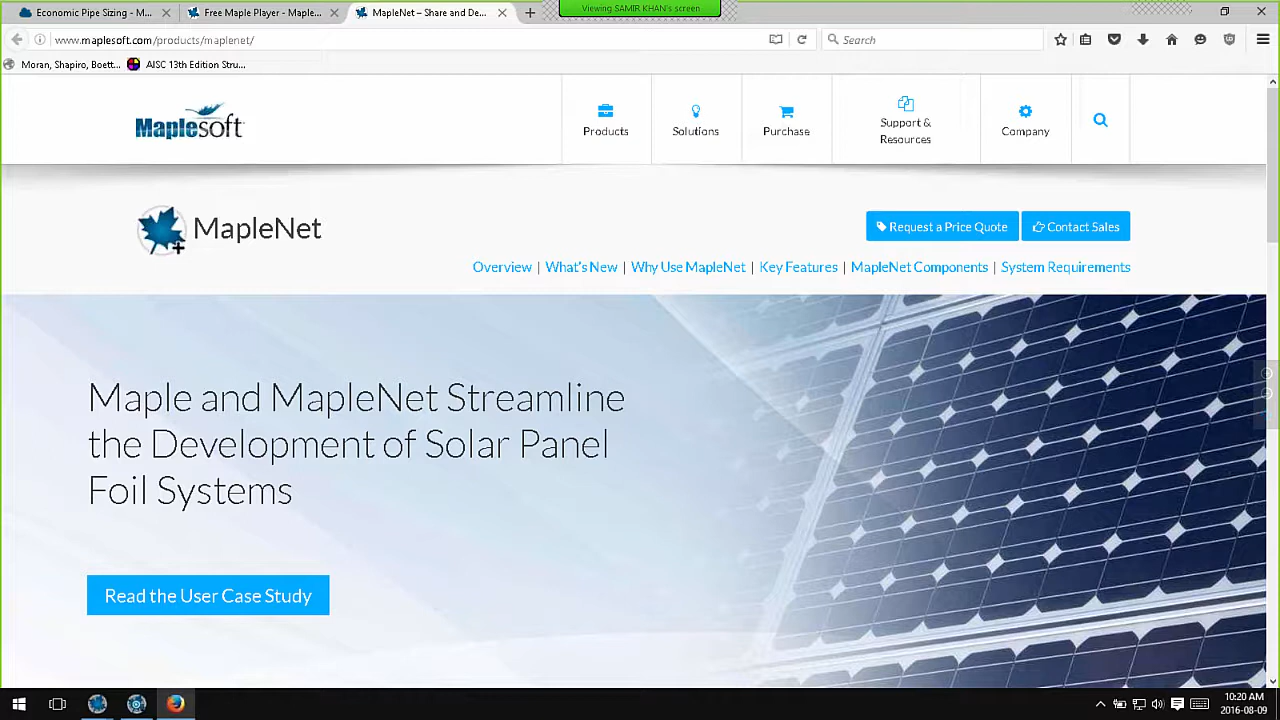 Viewing SAMIR KHAN's screen
Economic Pipe Sizing - M...
Free Maple Player - Maple...
MapleNet – Share and De...
www.maplesoft.com/products/maplenet/
Search
Moran, Shapiro, Boett...
AISC 13th Edition Stru...
Maplesoft
Products
Solutions
Purchase
Support &
Resources
Company
MapleNet
Request a Price Quote
Contact Sales
Overview | What's New | Why Use MapleNet | Key Features | MapleNet Components | System Requirements
Maple and MapleNet Streamline
the Development of Solar Panel
Foil Systems
Read the User Case Study
10:20 AM
2016-08-09